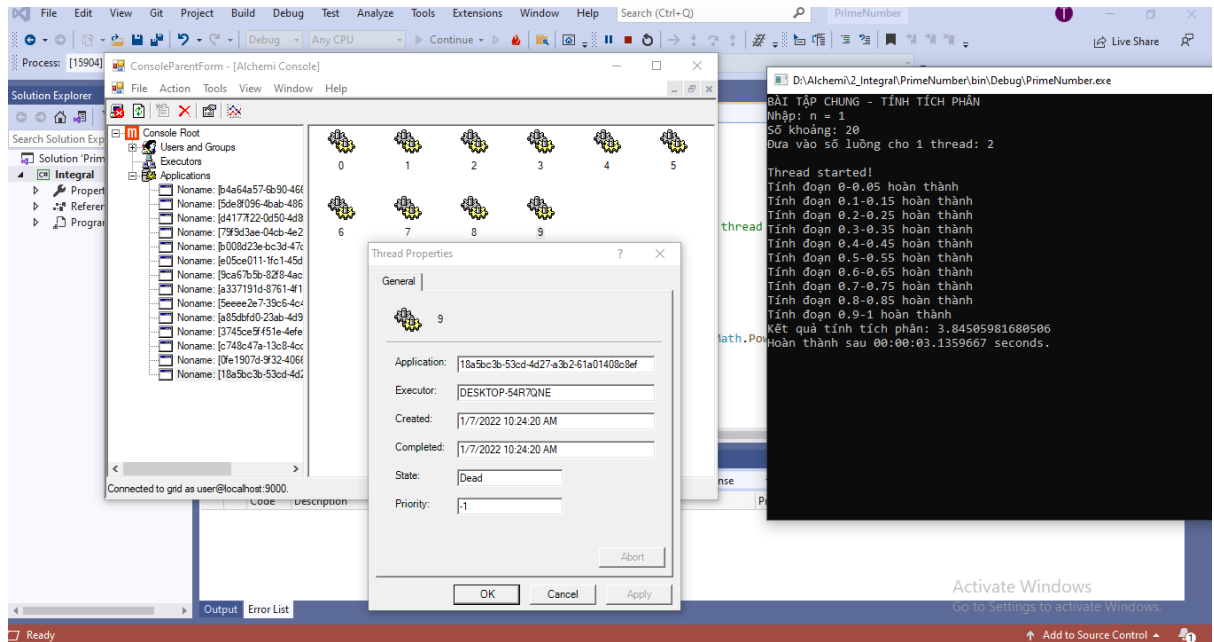 File Edit View Git Project Build Debug Test Analyze Tools Extensions Window Help Search (Ctrl+Q) PrimeNumber T
Debug Any CPU Continue Live Share
Process: [15904]
Solution Explorer
Search Solution Exp
Solution 'Prim
Integral
Propert
Referer
Progra
ConsoleParentForm - [Alchemi Console]
File Action Tools View Window Help
Console Root
Users and Groups
Executors
Applications
Noname: [b4a64a57-6b90-466
Noname: [5de8f096-4bab-486
Noname: [d4177f22-0d50-4d8
Noname: [79f9d3ae-04cb-4e2
Noname: [b008d23e-bc3d-47c
Noname: [e05ce011-1fc1-45d
Noname: [9ca67b5b-82f8-4ac
Noname: [a337191d-8761-4f1
Noname: [5eeee2e7-39c6-4c4
Noname: [a85dbfd0-23ab-4d9
Noname: [3745ce5f-f51e-4efe
Noname: [c748c47a-13c8-4cc
Noname: [0fe1907d-9f32-4066
Noname: [18a5bc3b-53cd-4d2
0 1 2 3 4 5
6 7 8 9
Connected to grid as user@localhost:9000.
Thread Properties ?
General
9
Application: 18a5bc3b-53cd-4d27-a3b2-61a01408c8ef
Executor: DESKTOP-54R7QNE
Created: 1/7/2022 10:24:20 AM
Completed: 1/7/2022 10:24:20 AM
State: Dead
Priority: -1
Abort
OK Cancel Apply
thread
Math.Pow
nse
Code Description
D:\Alchemi\2_Integral\PrimeNumber\bin\Debug\PrimeNumber.exe
BÀI TẬP CHUNG - TÍNH TÍCH PHÂN
Nhập: n = 1
Số khoảng: 20
Đưa vào số luồng cho 1 thread: 2
Thread started!
Tính đoạn 0-0.05 hoàn thành
Tính đoạn 0.1-0.15 hoàn thành
Tính đoạn 0.2-0.25 hoàn thành
Tính đoạn 0.3-0.35 hoàn thành
Tính đoạn 0.4-0.45 hoàn thành
Tính đoạn 0.5-0.55 hoàn thành
Tính đoạn 0.6-0.65 hoàn thành
Tính đoạn 0.7-0.75 hoàn thành
Tính đoạn 0.8-0.85 hoàn thành
Tính đoạn 0.9-1 hoàn thành
Kết quả tính tích phân: 3.84505981680506
Hoàn thành sau 00:00:03.1359667 seconds.
Activate Windows
Go to Settings to activate Windows.
Output Error List
Ready Add to Source Control 1